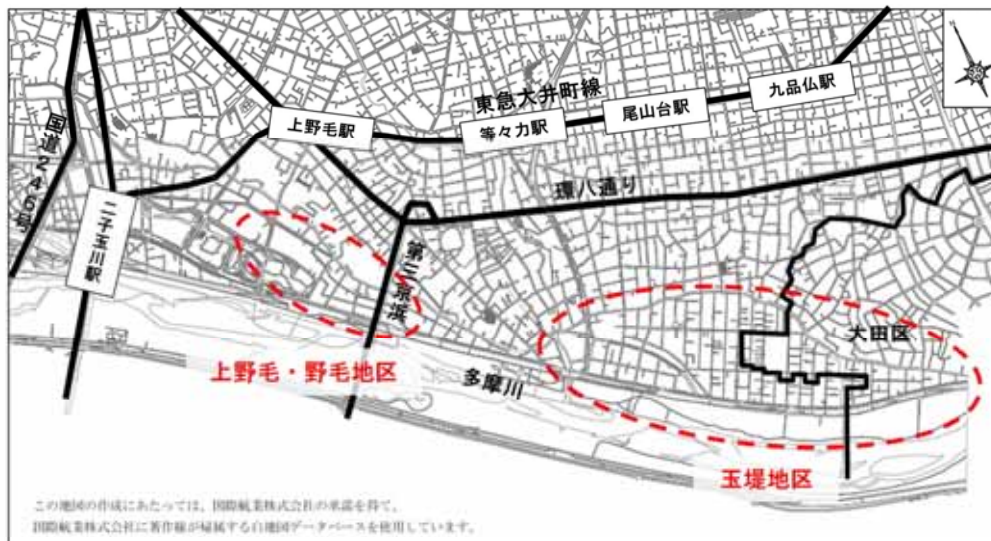 東急大井町線
九品仏駅
尾山台駅
等々力駅
上野毛駅
国道246号
二子玉川駅
環八通り
第三京浜
大田区
上野毛・野毛地区
多摩川
玉堤地区
この地図の作成にあたっては、国際航業株式会社の承諾を得て、
国際航業株式会社に著作権が帰属する白地図データベースを使用しています。